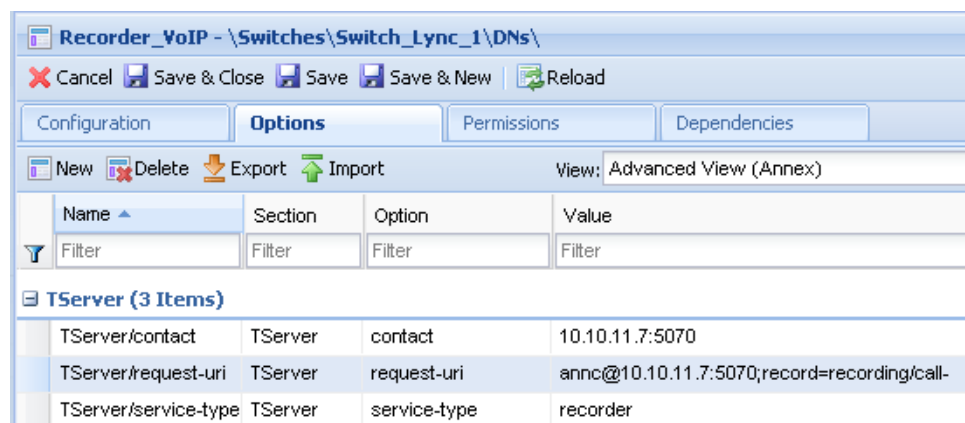 Recorder_VoIP - \Switches\Switch_Lync_1\DNs\
Cancel Save & Close Save Save & New Reload
Configuration Options Permissions Dependencies
New Delete Export Import View: Advanced View (Annex)
Name Section Option Value
Filter Filter Filter Filter
TServer (3 Items)
TServer/contact TServer contact 10.10.11.7:5070
TServer/request-uri TServer request-uri annc@10.10.11.7:5070;record=recording/call-
TServer/service-type TServer service-type recorder